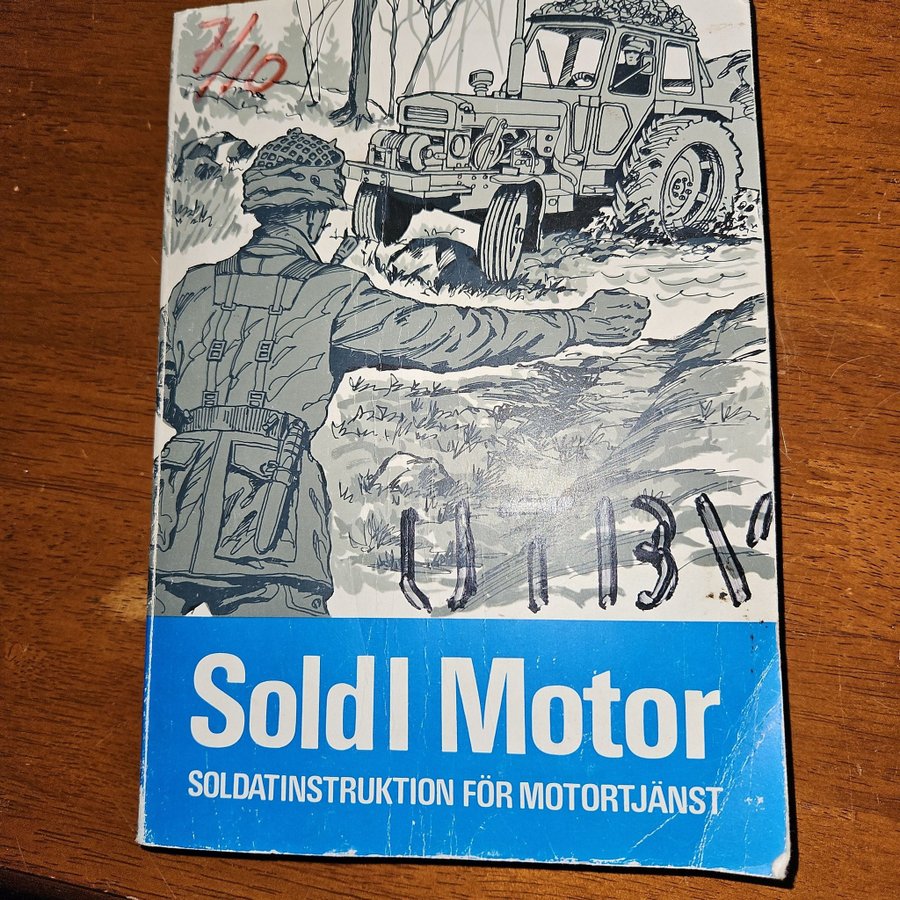 7/10
SoldI Motor
SOLDATINSTRUKTION FÖR MOTORTJÄNST